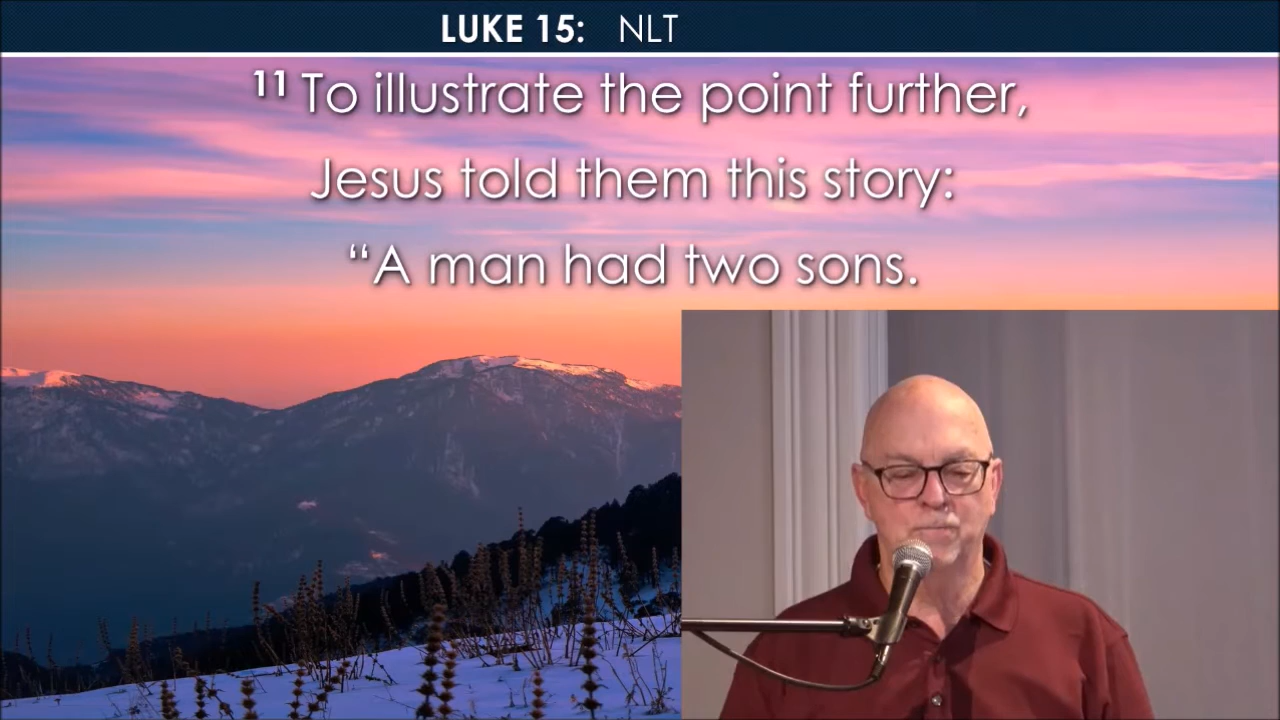 LUKE 15: NLT
11 To illustrate the point further,
Jesus told them this story:
“A man had two sons.